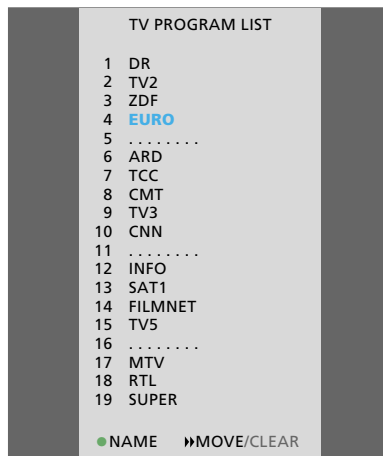 TV PROGRAM LIST
1 DR
2 TV2
3 ZDF
4 EURO
5 . . . . . . . .
6 ARD
7 TCC
8 CMT
9 TV3
10 CNN
11 . . . . . . . .
12 INFO
13 SAT1
14 FILMNET
15 TV5
16 . . . . . . . .
17 MTV
18 RTL
19 SUPER
●NAME ▸▸MOVE/CLEAR